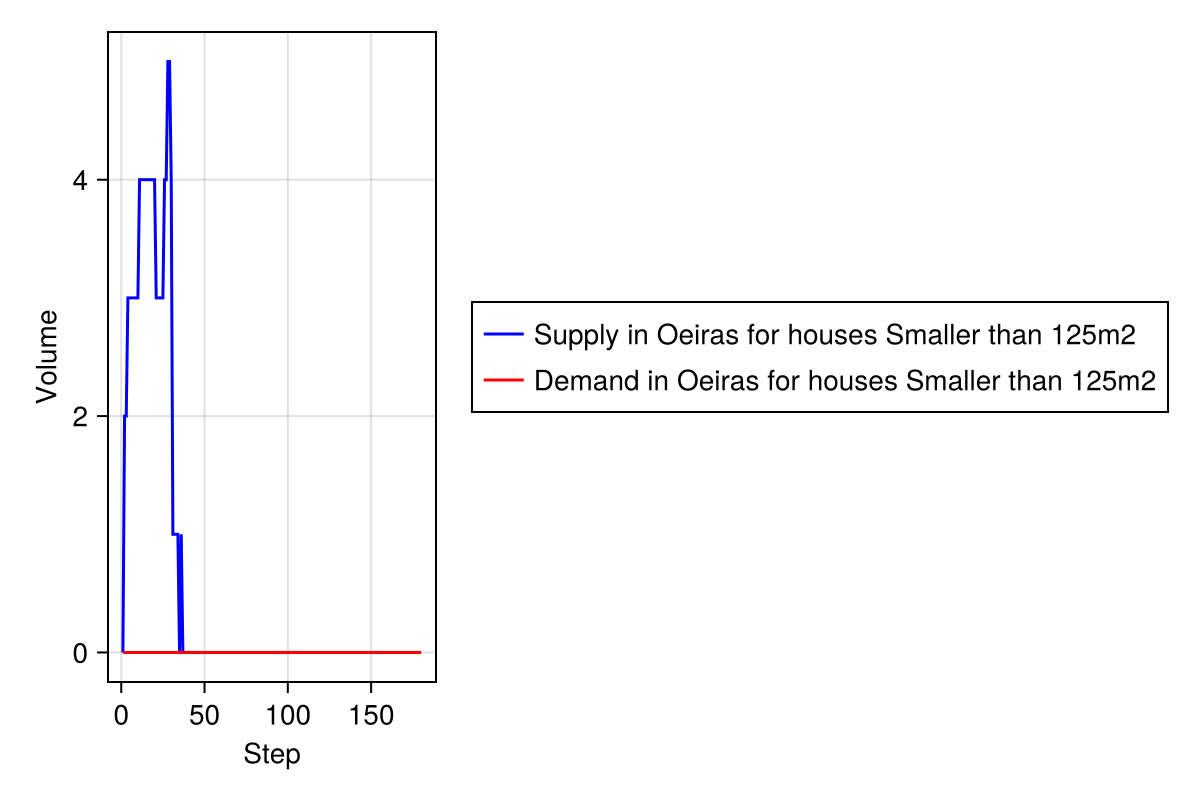 4
2
0
Volume
0 50 100 150
Step
Supply in Oeiras for houses Smaller than 125m2
Demand in Oeiras for houses Smaller than 125m2